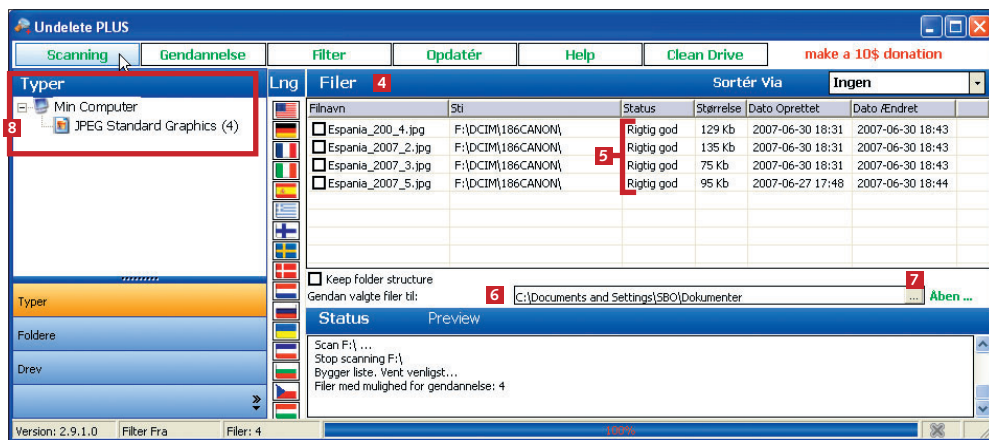 Undelete PLUS
Scanning Gendannelse Filter Opdatér Help Clean Drive make a 10$ donation
Typer Lng Filer 4 Sortér Via Ingen
8 Min Computer
JPEG Standard Graphics (4)
Filnavn Sti Status Størrelse Dato Oprettet Dato Ændret
Espania_200_4.jpg F:\DCIM\186CANON\ Rigtig god 129 Kb 2007-06-30 18:31 2007-06-30 18:43
Espania_2007_2.jpg F:\DCIM\186CANON\ Rigtig god 135 Kb 2007-06-30 18:31 2007-06-30 18:43
5
Espania_2007_3.jpg F:\DCIM\186CANON\ Rigtig god 75 Kb 2007-06-30 18:31 2007-06-30 18:43
Espania_2007_5.jpg F:\DCIM\186CANON\ Rigtig god 95 Kb 2007-06-27 17:48 2007-06-30 18:44
Keep folder structure 7
Gendan valgte filer til: 6 C:\Documents and Settings\SBO\Dokumenter ... Åben ...
Typer
Foldere
Drev
Status Preview
Scan F:\ ...
Stop scanning F:\
Bygger liste. Vent venligst...
Filer med mulighed for gendannelse: 4
Version: 2.9.1.0 Filter Fra Filer: 4 100%